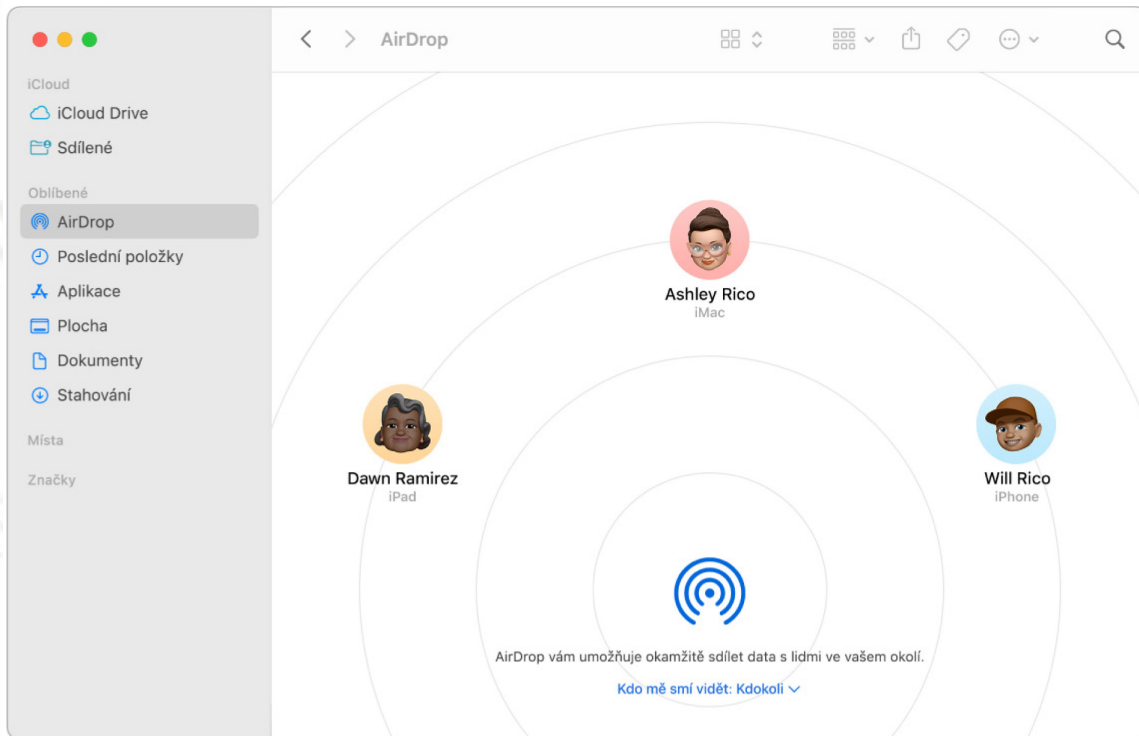 AirDrop
iCloud
iCloud Drive
Sdílené
Oblíbené
AirDrop
Poslední položky
Aplikace
Plocha
Dokumenty
Stahování
Místa
Značky
Ashley Rico
iMac
Dawn Ramirez
iPad
Will Rico
iPhone
AirDrop vám umožňuje okamžitě sdílet data s lidmi ve vašem okolí.
Kdo mě smí vidět: Kdokoli